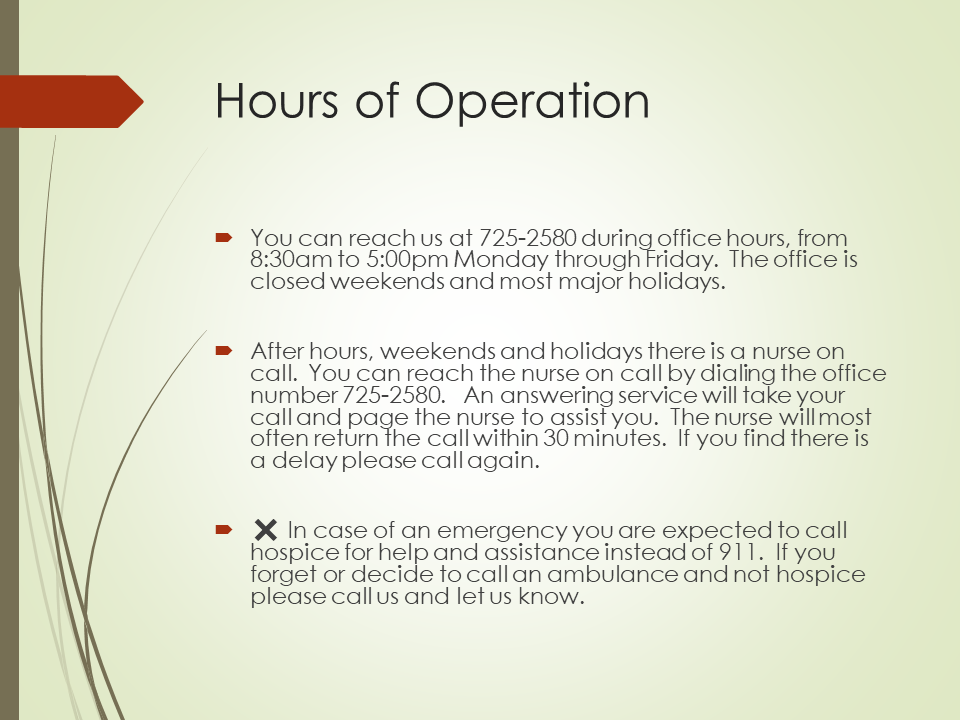 Hours of Operation
You can reach us at 725-2580 during office hours, from
8:30am to 5:00pm Monday through Friday.  The office is
closed weekends and most major holidays.
After hours, weekends and holidays there is a nurse on
call.  You can reach the nurse on call by dialing the office
number 725-2580.   An answering service will take your
call and page the nurse to assist you.  The nurse will most
often return the call within 30 minutes.  If you find there is
a delay please call again.
❌ In case of an emergency you are expected to call
hospice for help and assistance instead of 911.  If you
forget or decide to call an ambulance and not hospice
please call us and let us know.